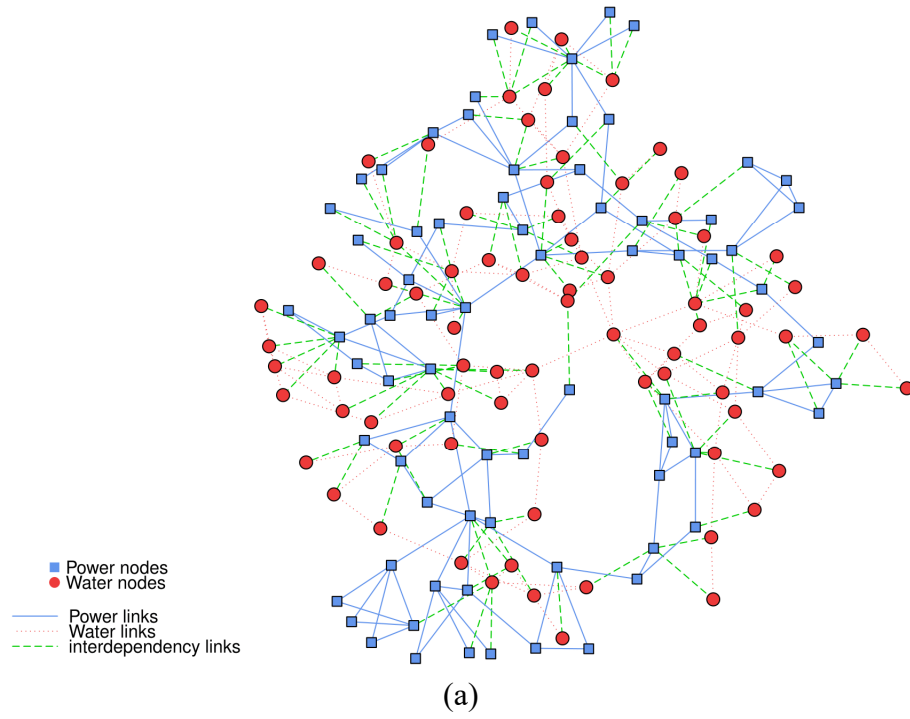 Power nodes
Water nodes
Power links
Water links
interdependency links
(a)